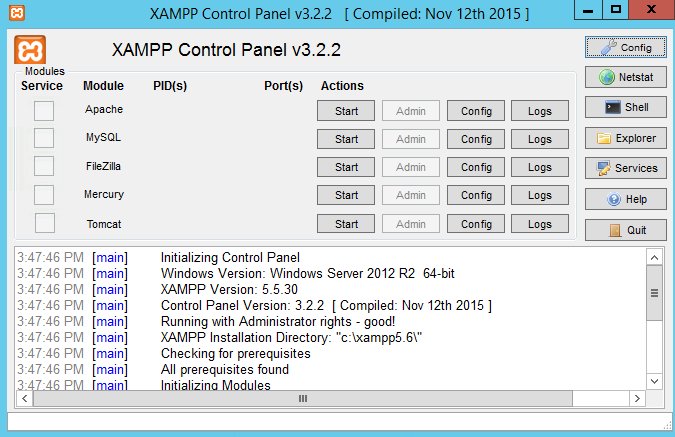 XAMPP Control Panel v3.2.2 [ Compiled: Nov 12th 2015 ]
XAMPP Control Panel v3.2.2
Config
Modules
Service Module PID(s) Port(s) Actions
Netstat
Apache Start Admin Config Logs
Shell
MySQL Start Admin Config Logs
Explorer
FileZilla Start Admin Config Logs
Services
Mercury Start Admin Config Logs
Help
Tomcat Start Admin Config Logs
Quit
3:47:46 PM [main] Initializing Control Panel
3:47:46 PM [main] Windows Version: Windows Server 2012 R2 64-bit
3:47:46 PM [main] XAMPP Version: 5.5.30
3:47:46 PM [main] Control Panel Version: 3.2.2 [ Compiled: Nov 12th 2015 ]
3:47:46 PM [main] Running with Administrator rights - good!
3:47:46 PM [main] XAMPP Installation Directory: "c:\xampp5.6\"
3:47:46 PM [main] Checking for prerequisites
3:47:46 PM [main] All prerequisites found
3:47:46 PM [main] Initializing Modules